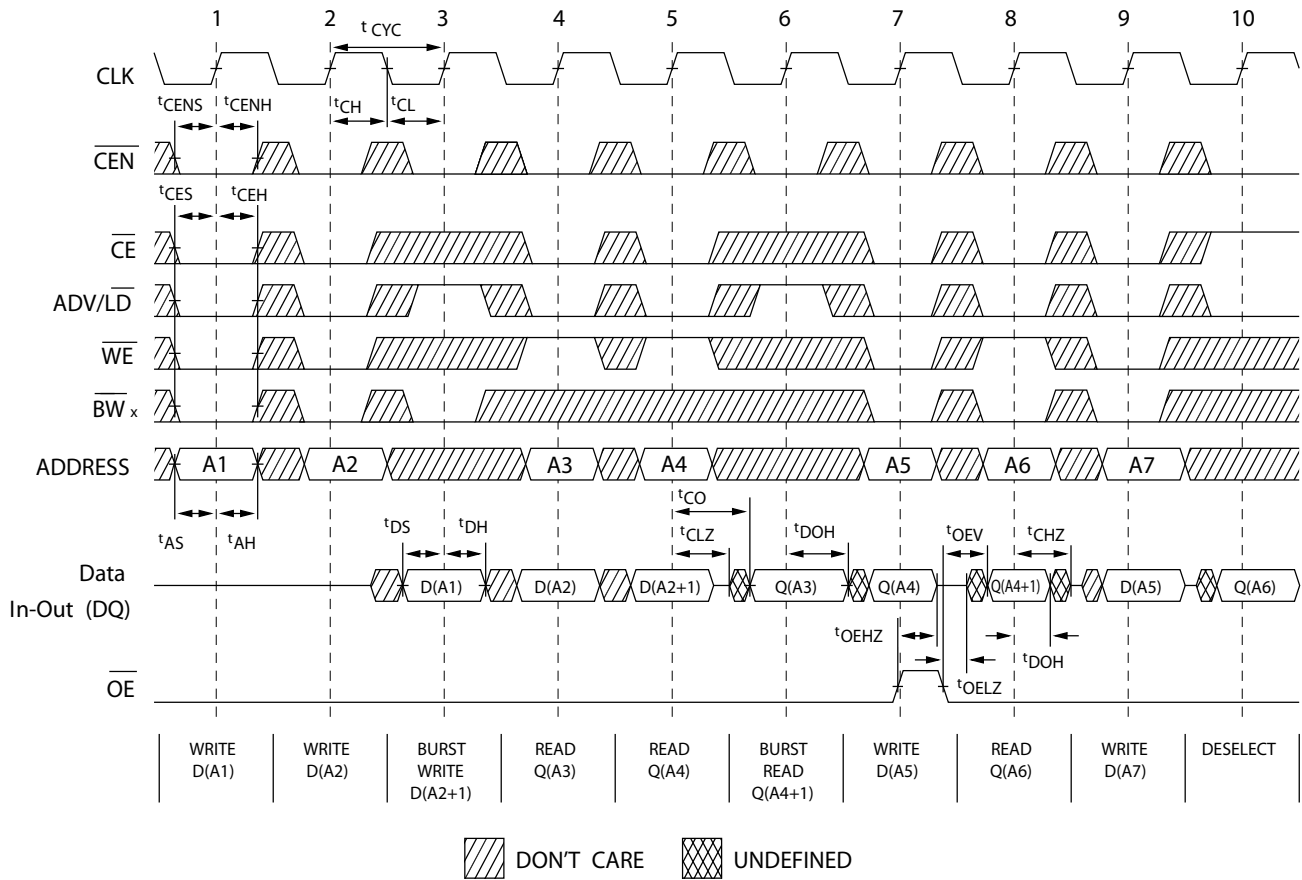 1 2 3 4 5 6 7 8 9 10
t CYC
CLK
tCENS tCENH tCH tCL
CEN
tCES tCEH
CE
ADV/LD
WE
BW x
ADDRESS A1 A2 A3 A4 A5 A6 A7
tCO
tAS tAH tDS tDH tCLZ tDOH tOEV tCHZ
Data
In-Out (DQ) D(A1) D(A2) D(A2+1) Q(A3) Q(A4) Q(A4+1) D(A5) Q(A6)
tOEHZ tDOH
tOELZ
OE
WRITE D(A1)
WRITE D(A2)
BURST WRITE D(A2+1)
READ Q(A3)
READ Q(A4)
BURST READ Q(A4+1)
WRITE D(A5)
READ Q(A6)
WRITE D(A7)
DESELECT
DON'T CARE UNDEFINED